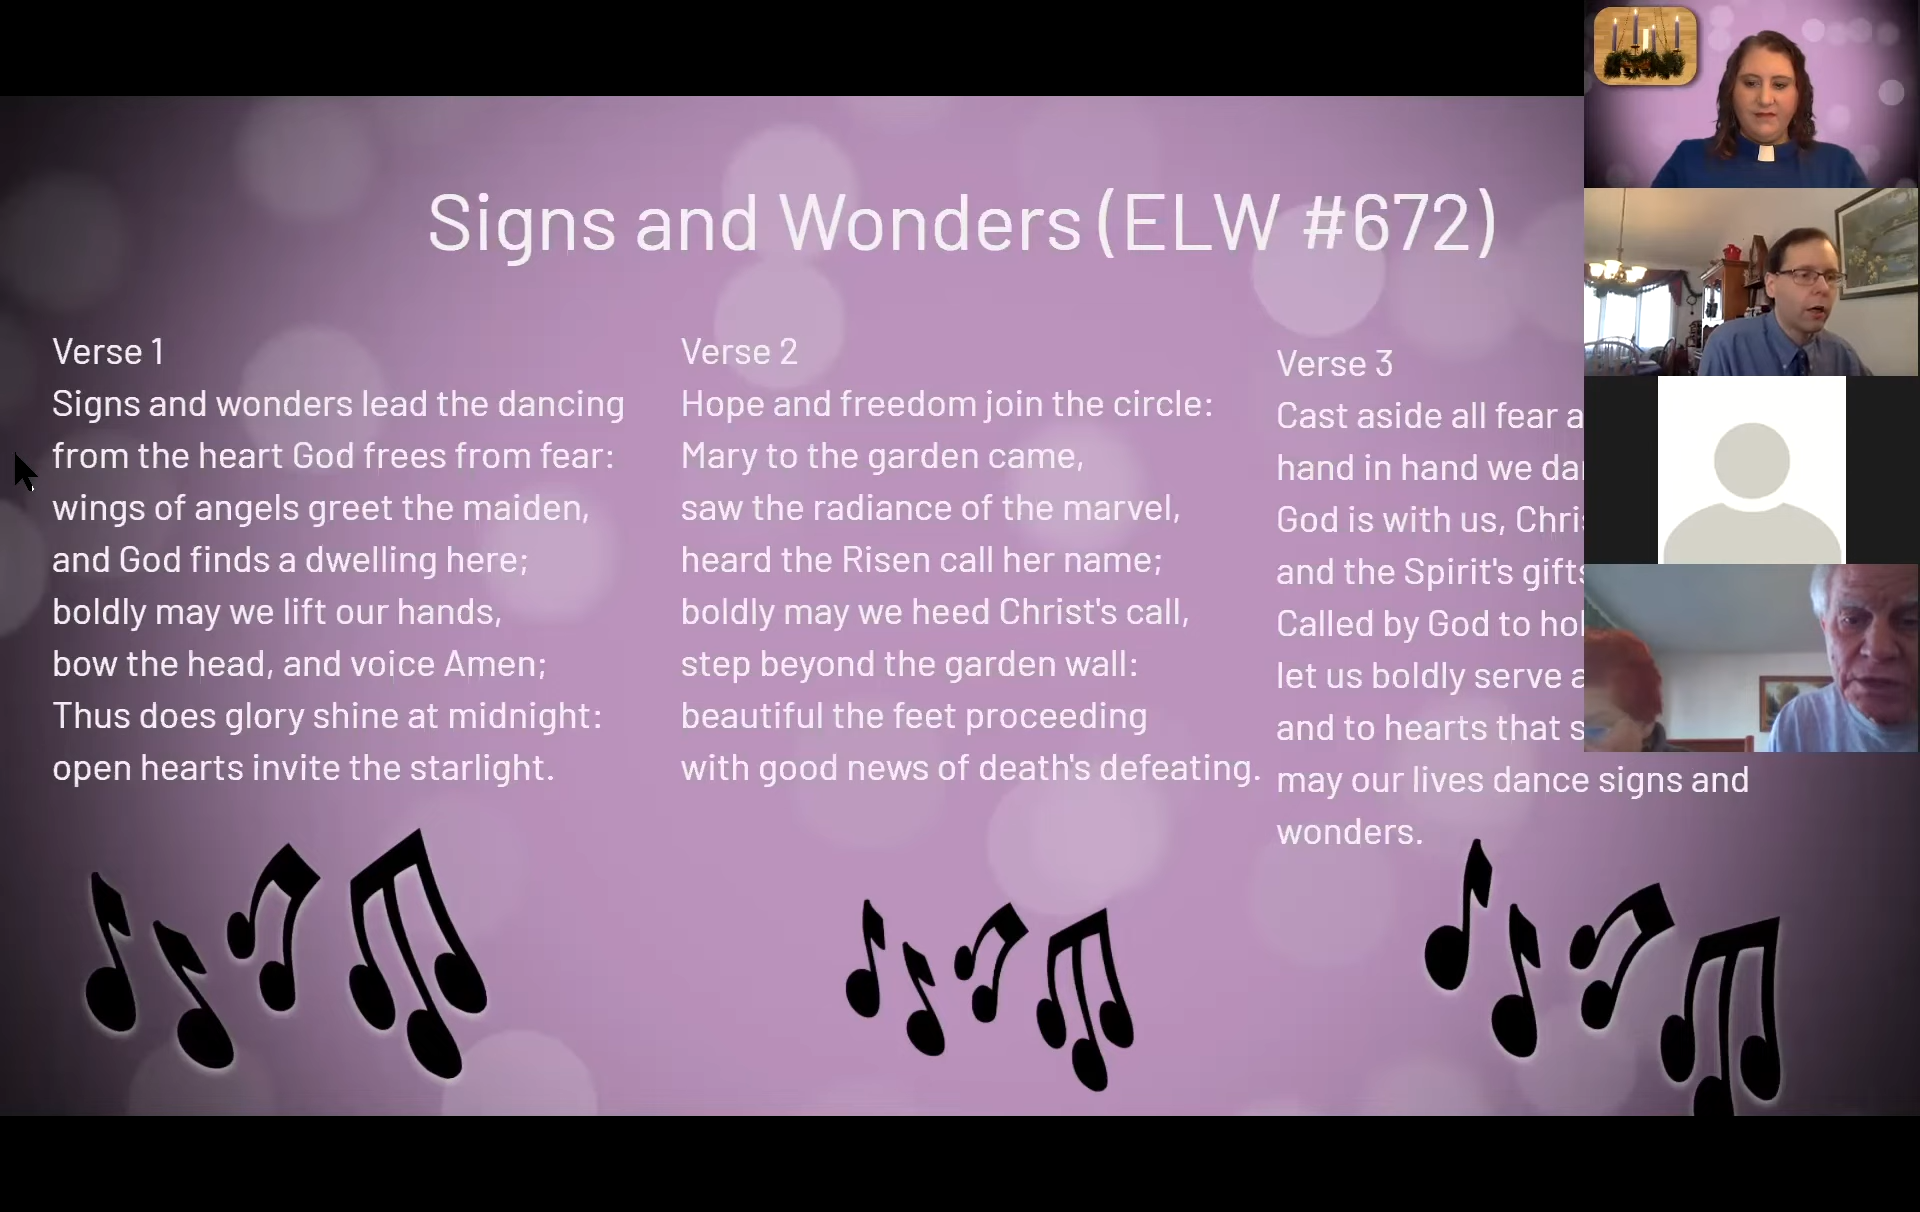 Signs and Wonders (ELW #672)
Verse 1
Signs and wonders lead the dancing
from the heart God frees from fear:
wings of angels greet the maiden,
and God finds a dwelling here;
boldly may we lift our hands,
bow the head, and voice Amen;
Thus does glory shine at midnight:
open hearts invite the starlight.
Verse 2
Hope and freedom join the circle:
Mary to the garden came,
saw the radiance of the marvel,
heard the Risen call her name;
boldly may we heed Christ's call,
step beyond the garden wall:
beautiful the feet proceeding
with good news of death's defeating.
Verse 3
Cast aside all fear
hand in hand we
God is with us,
and the Spirit's
Called by God to
let us boldly serve
and to hearts that
may our lives dance signs and
wonders.